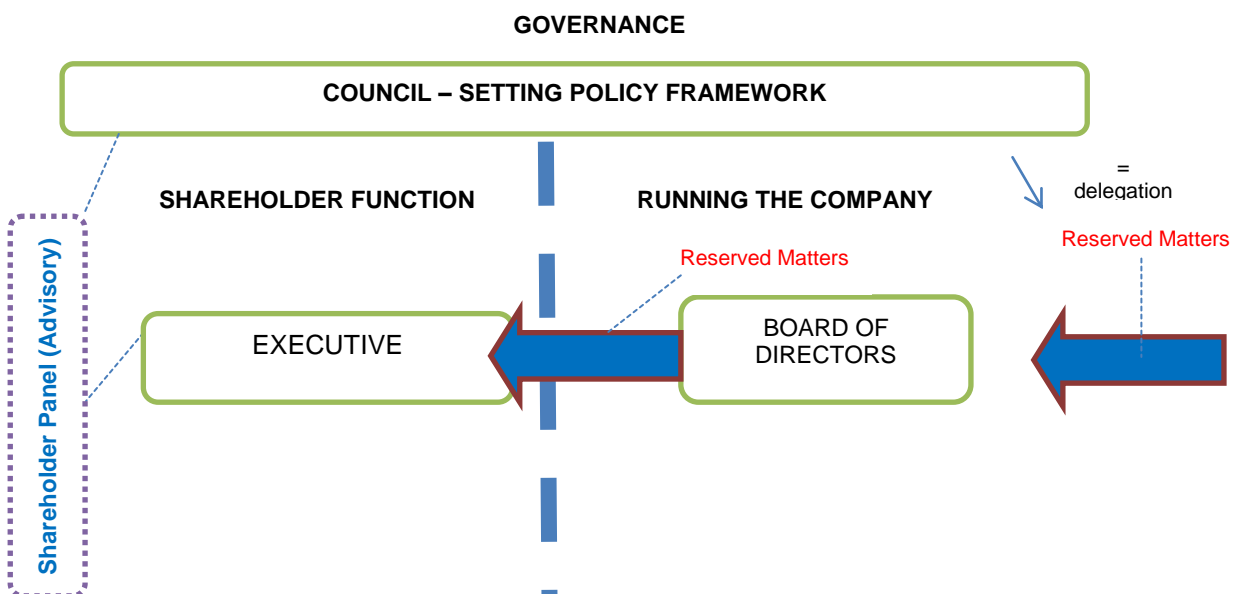 GOVERNANCE
COUNCIL – SETTING POLICY FRAMEWORK
=
delegation
SHAREHOLDER FUNCTION
RUNNING THE COMPANY
Reserved Matters
Reserved Matters
Shareholder Panel (Advisory)
EXECUTIVE
BOARD OF
DIRECTORS